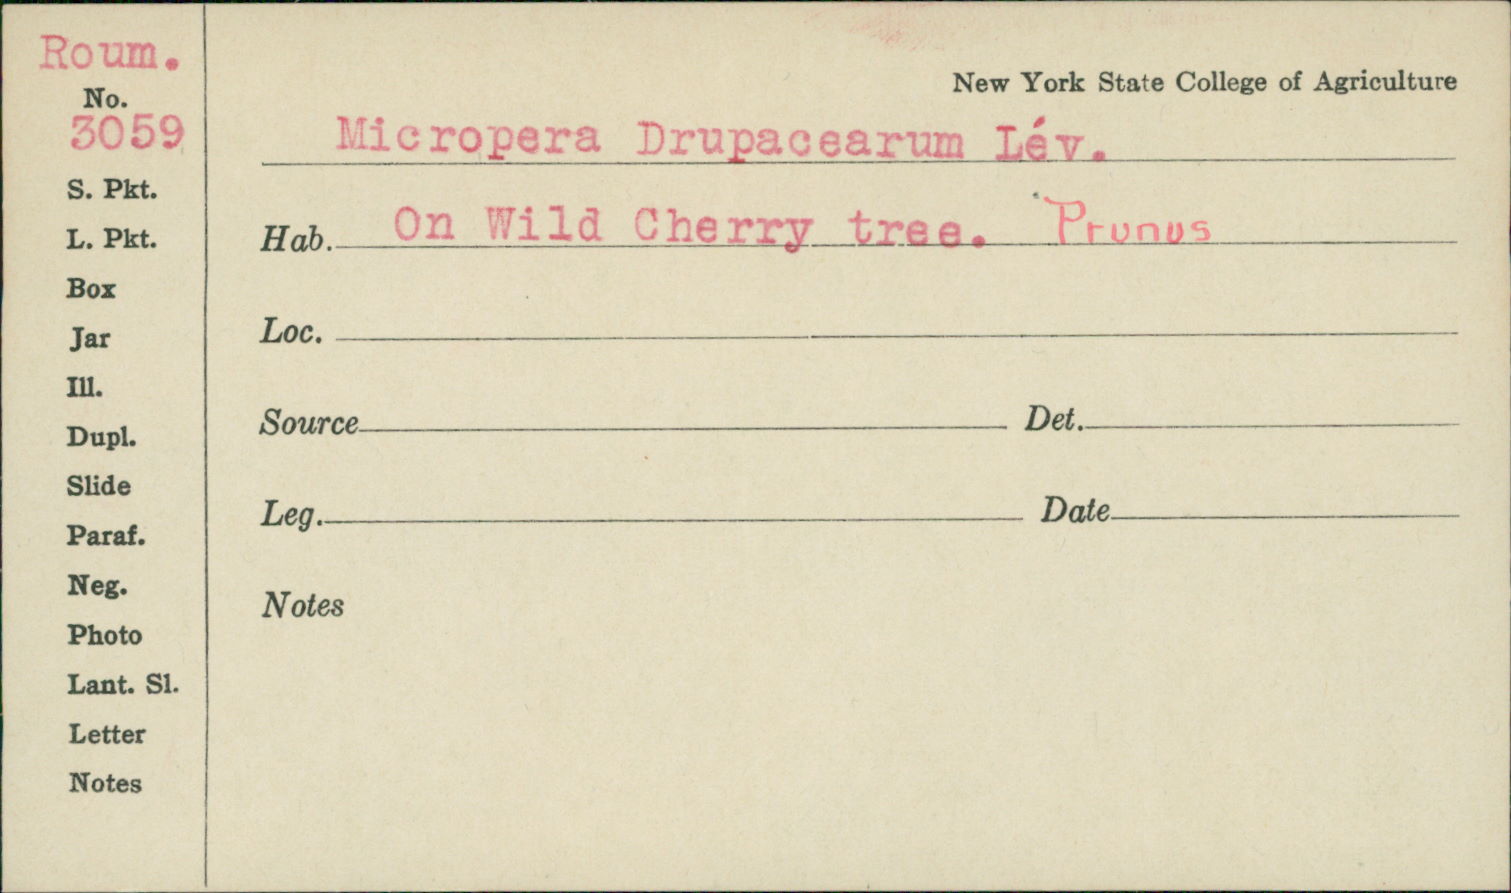 Roum.
No.
3059
S. Pkt.
L. Pkt.
Box
Jar
Ill.
Dupl.
Slide
Paraf.
Neg.
Photo
Lant. Sl.
Letter
Notes
New York State College of Agriculture
Micropera Drupacearum Lév.
Hab. On Wild Cherry tree. Prunus
Loc.
Source Det.
Leg. Date
Notes